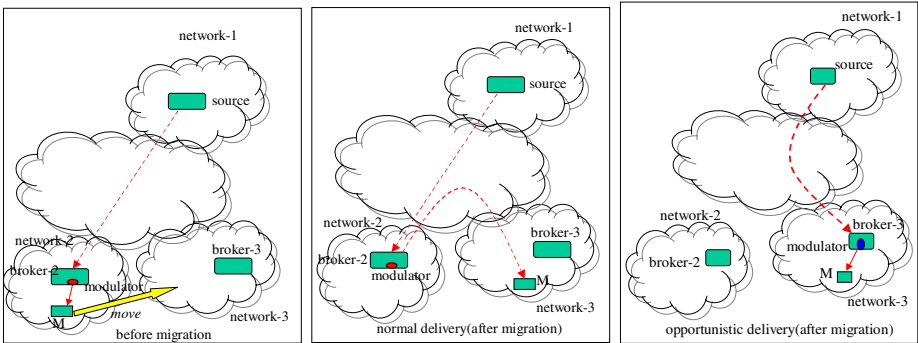 network-1
source
network-2
broker-3
broker-2
modulator
M
move
network-3
before migration
network-1
source
network-2
broker-3
broker-2
modulator
M
network-3
normal delivery(after migration)
network-1
source
network-2
broker-3
modulator
broker-2
M
network-3
opportunistic delivery(after migration)